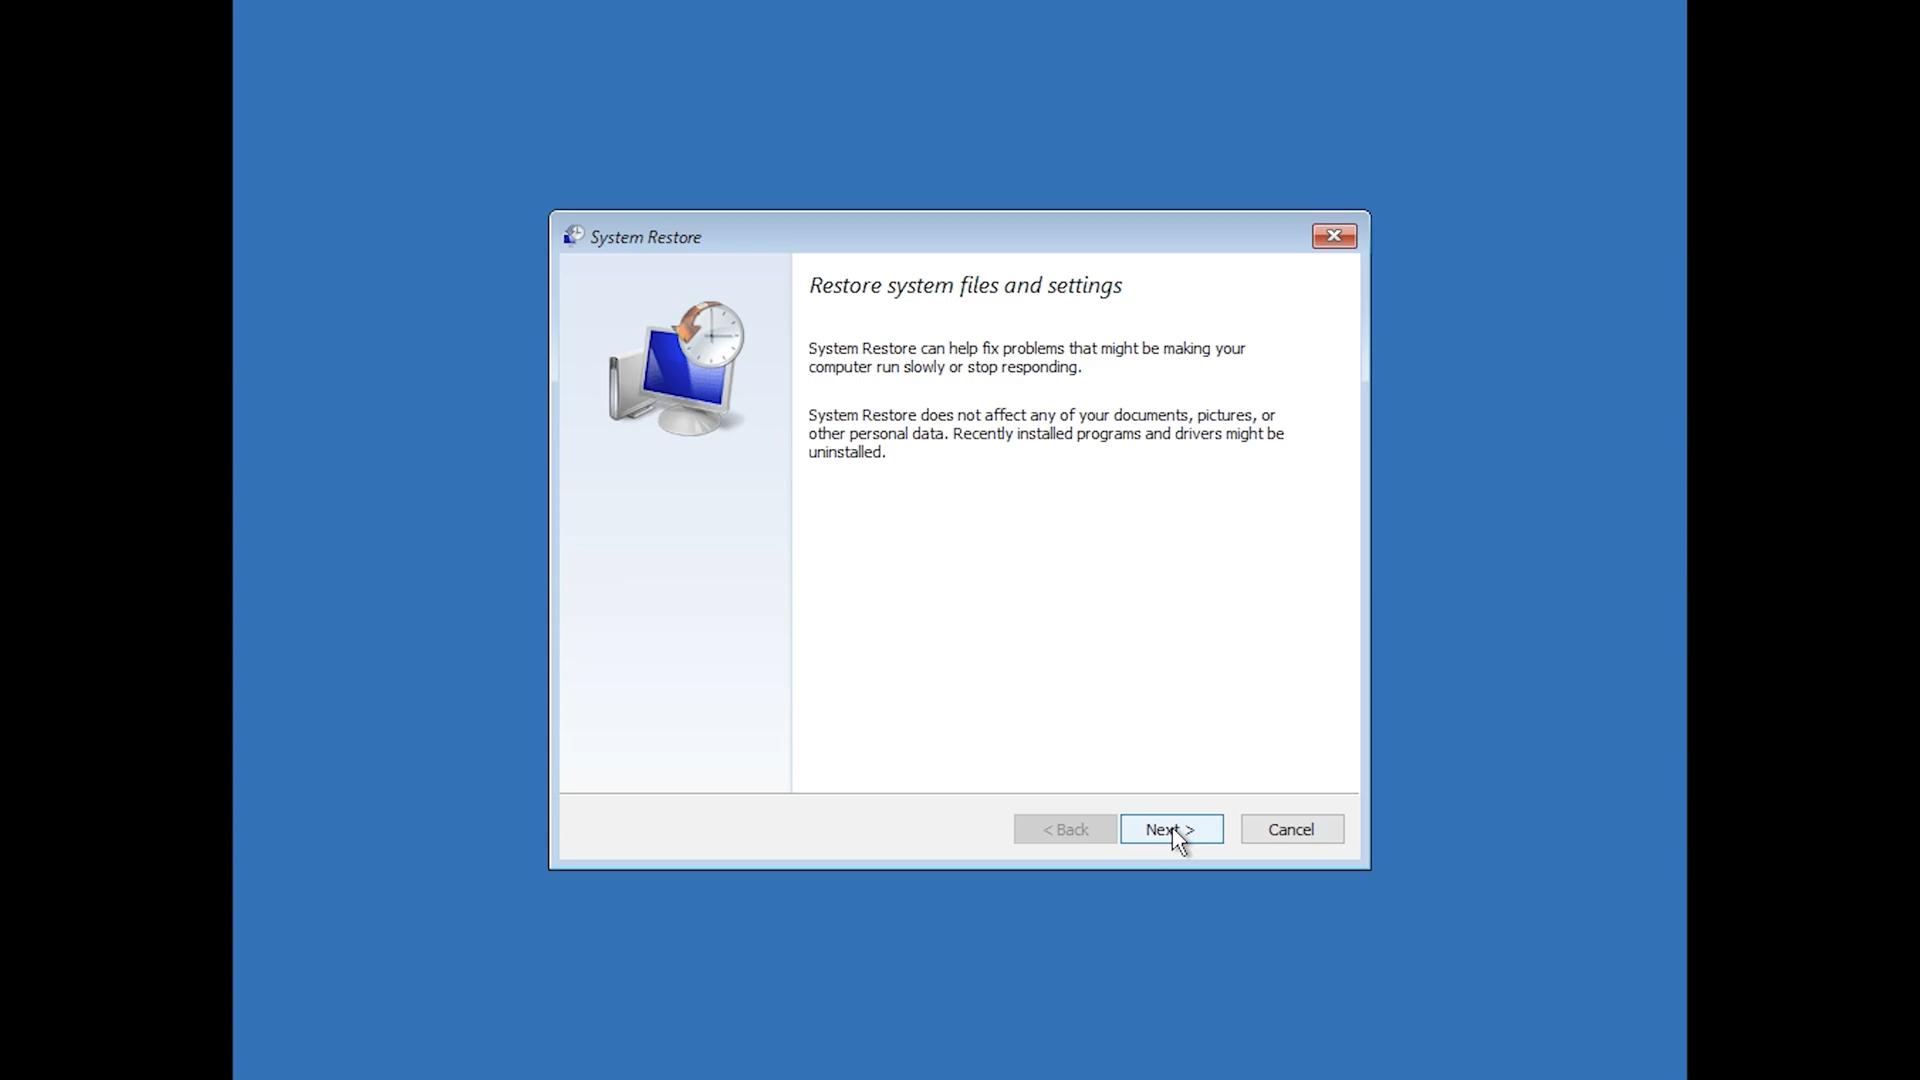 System Restore
Restore system files and settings
System Restore can help fix problems that might be making your
computer run slowly or stop responding.
System Restore does not affect any of your documents, pictures, or
other personal data. Recently installed programs and drivers might be
uninstalled.
< Back
Next >
Cancel